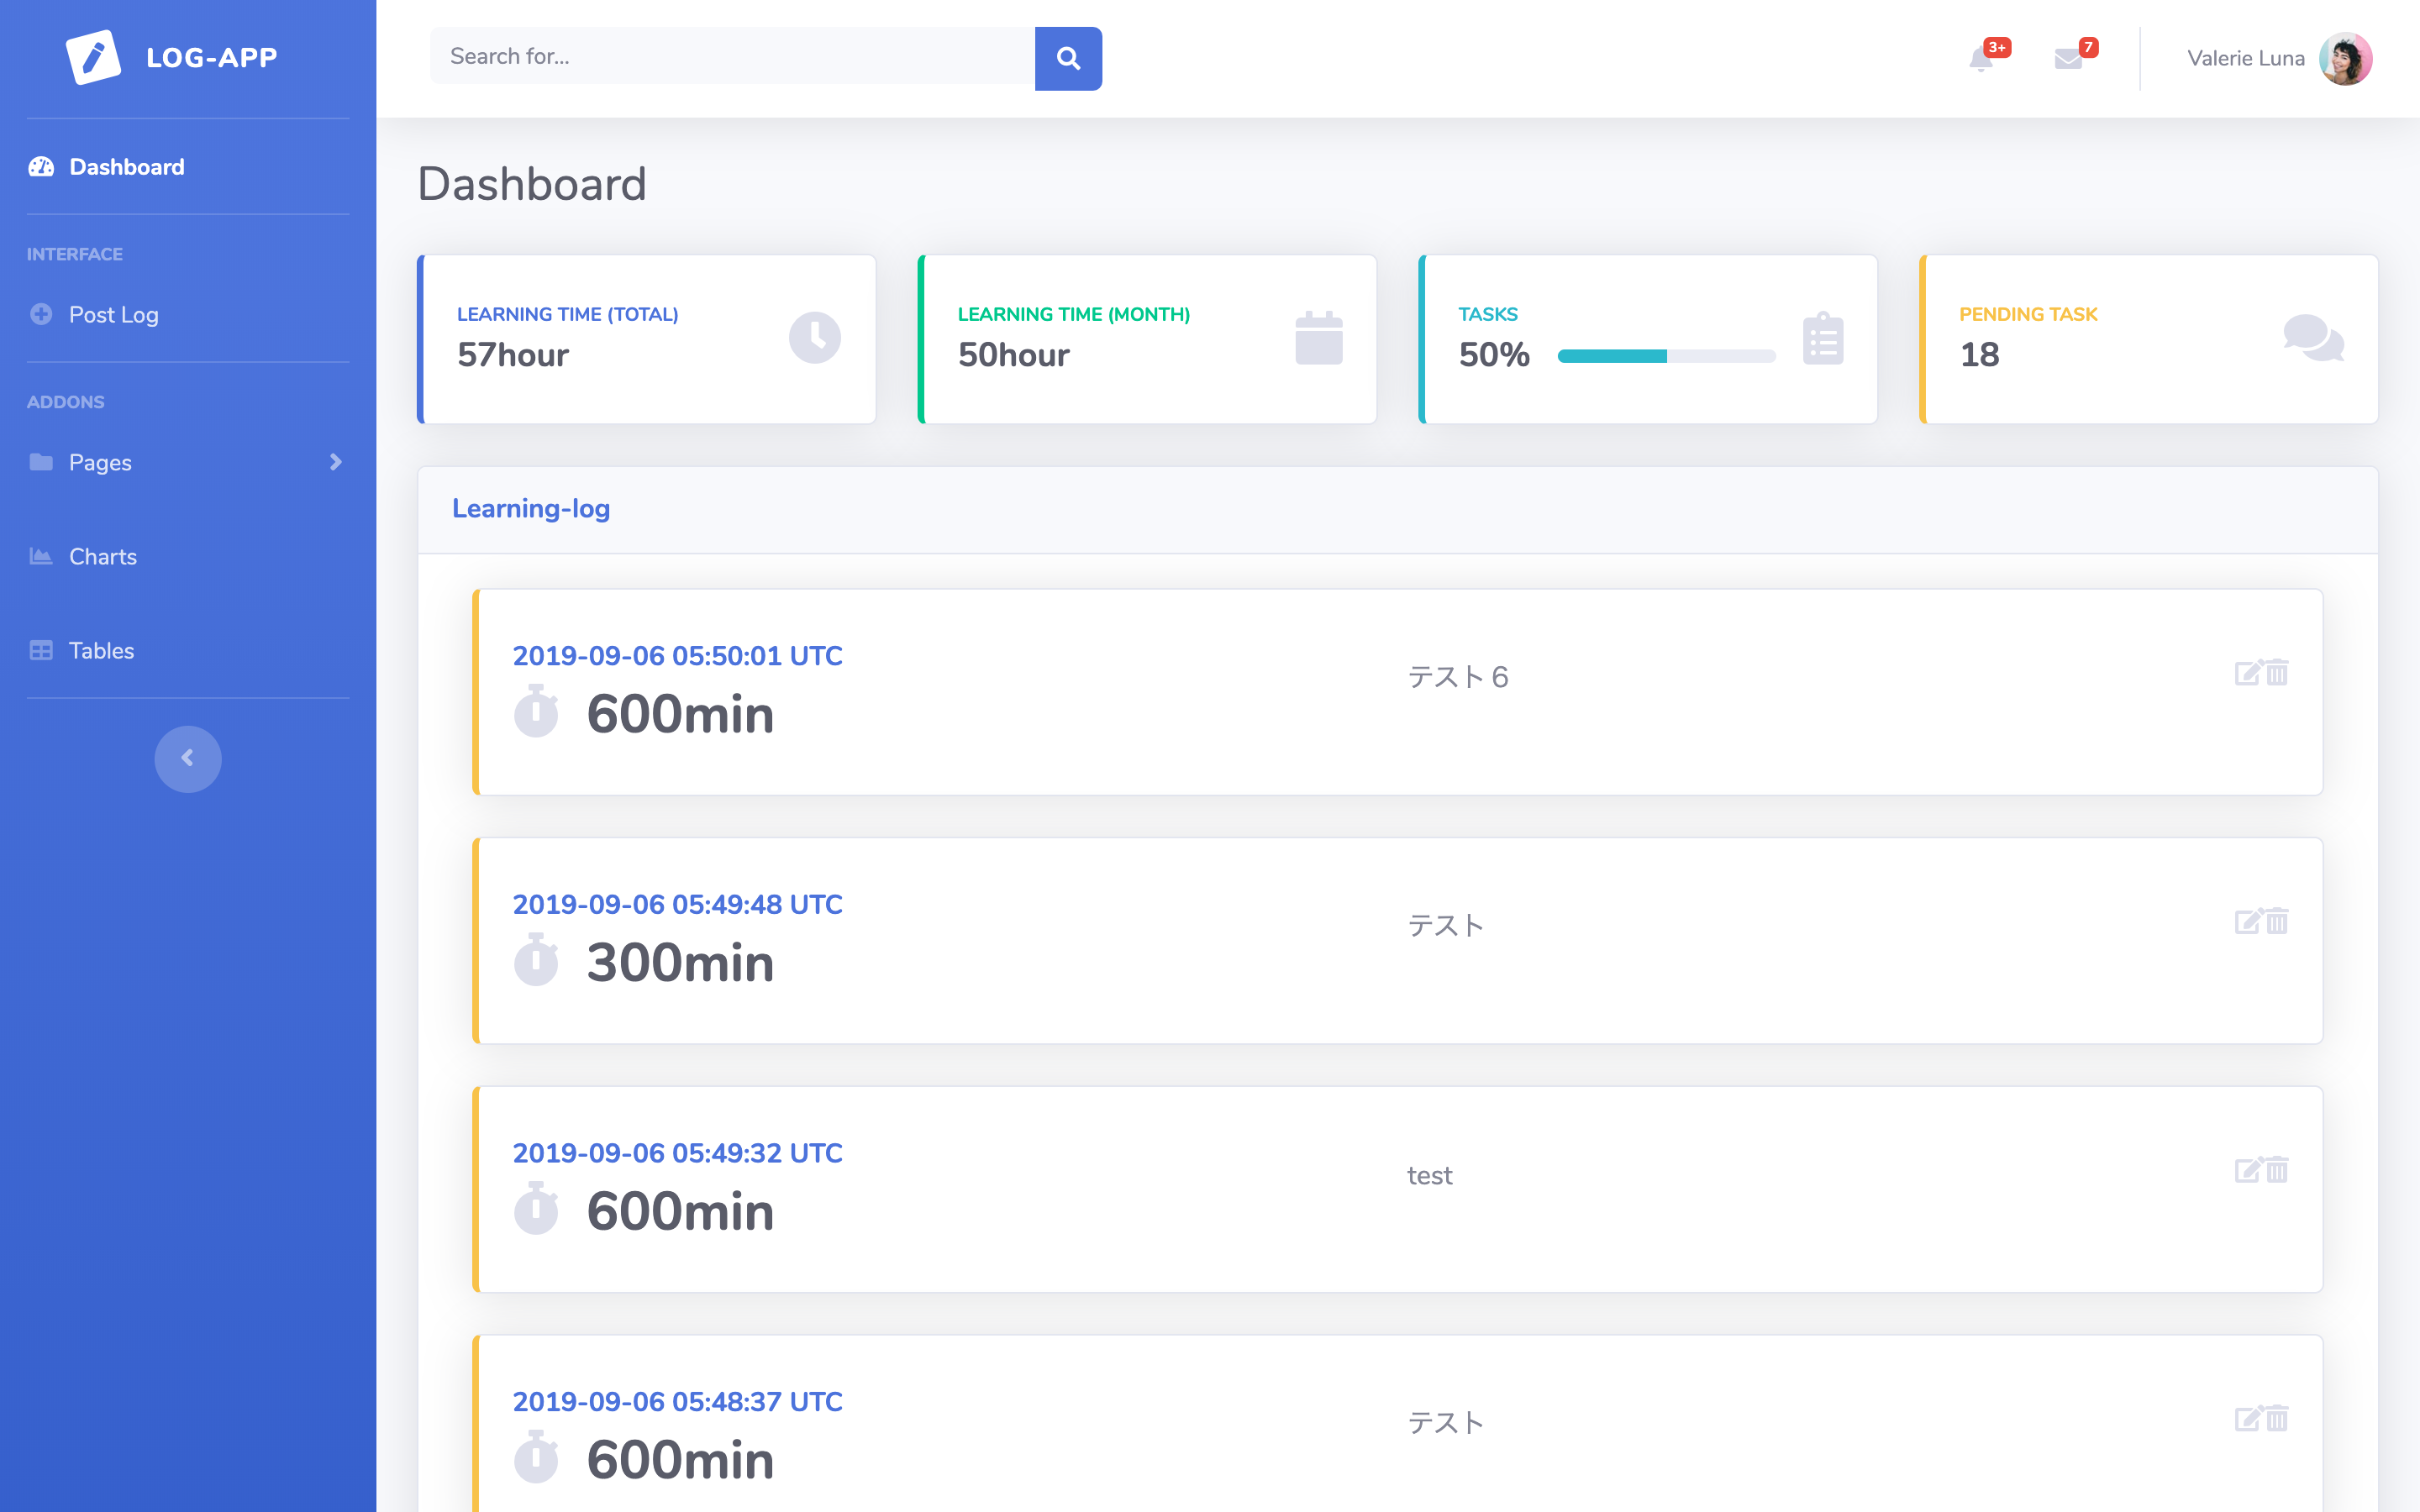 LOG-APP
Search for...
3+
7
Valerie Luna
Dashboard
INTERFACE
Post Log
ADDONS
Pages
Charts
Tables
Dashboard
LEARNING TIME (TOTAL)
57hour
LEARNING TIME (MONTH)
50hour
TASKS
50%
PENDING TASK
18
Learning-log
2019-09-06 05:50:01 UTC
600min
テスト 6
2019-09-06 05:49:48 UTC
300min
テスト
2019-09-06 05:49:32 UTC
600min
test
2019-09-06 05:48:37 UTC
600min
テスト